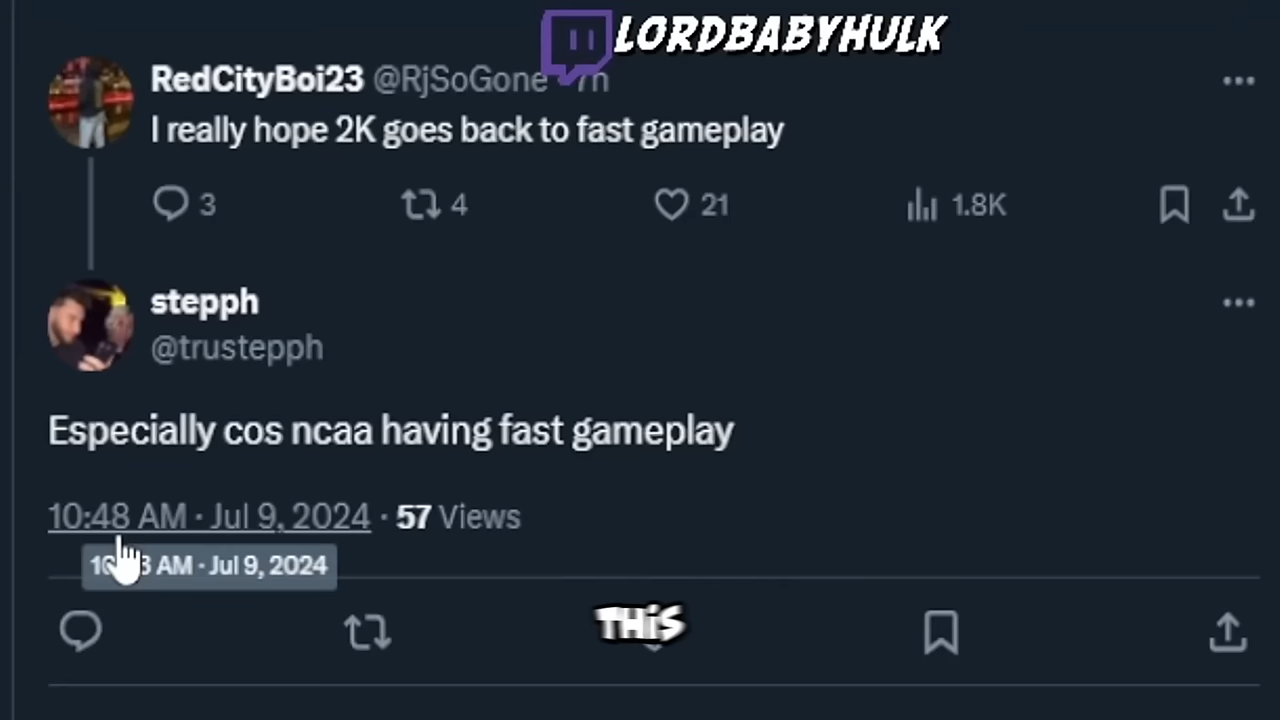 LORDBABYHULK
RedCityBoi23 @RjSoGone
I really hope 2K goes back to fast gameplay
3 4 21 1.8K
stepph
@trustepph
Especially cos ncaa having fast gameplay
10:48 AM · Jul 9, 2024 · 57 Views
AM · Jul 9, 2024
THiS